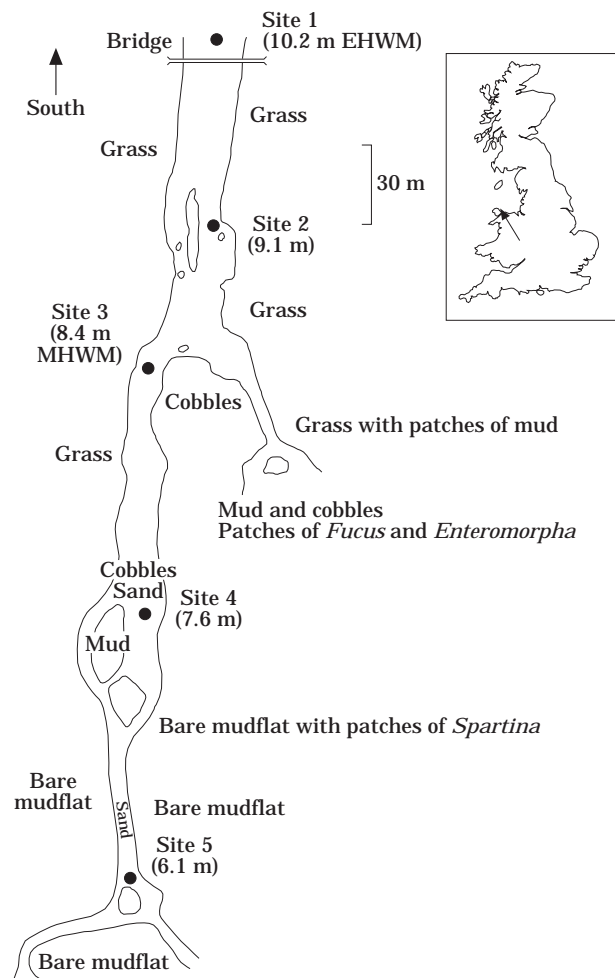 Site 1
(10.2 m EHWM)
Bridge
South
Grass
Grass
30 m
Site 2
(9.1 m)
Site 3
(8.4 m
MHWM)
Grass
Cobbles
Grass with patches of mud
Grass
Mud and cobbles
Patches of Fucus and Enteromorpha
Cobbles
Sand
Site 4
(7.6 m)
Mud
Bare mudflat with patches of Spartina
Bare
mudflat
Sand
Bare mudflat
Site 5
(6.1 m)
Bare mudflat